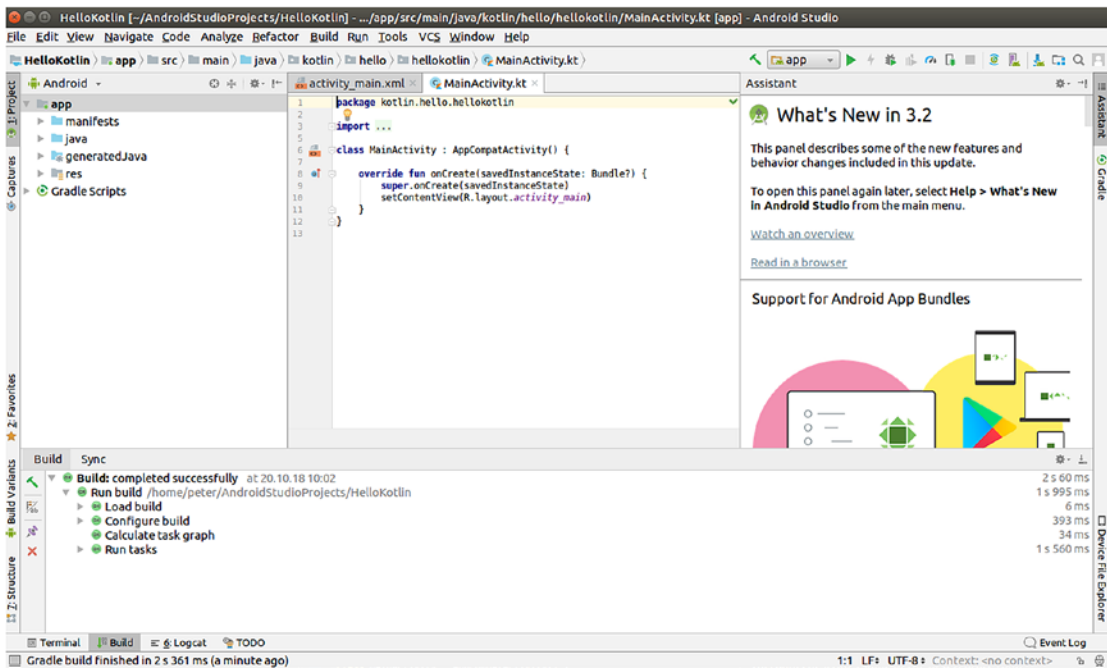 HelloKotlin [~/AndroidStudioProjects/HelloKotlin] - .../app/src/main/java/kotlin/hello/hellokotlin/MainActivity.kt [app] - Android Studio
File Edit View Navigate Code Analyze Refactor Build Run Tools VCS Window Help
HelloKotlin app src main java kotlin hello hellokotlin MainActivity.kt
app
1: Project
Captures
2: Favorites
Build Variants
7: Structure
Android
app
manifests
java
generatedJava
res
Gradle Scripts
activity_main.xml
MainActivity.kt
1 package kotlin.hello.hellokotlin
2
3 import ...
5
6 class MainActivity : AppCompatActivity() {
7
8 override fun onCreate(savedInstanceState: Bundle?) {
9 super.onCreate(savedInstanceState)
10 setContentView(R.layout.activity_main)
11 }
12 }
13
Assistant
What's New in 3.2
This panel describes some of the new features and
behavior changes included in this update.
To open this panel again later, select Help > What's New
in Android Studio from the main menu.
Watch an overview
Read in a browser
Support for Android App Bundles
Assistant
Gradle
Device File Explorer
Build Sync
Build: completed successfully at 20.10.18 10:02 2 s 60 ms
Run build /home/peter/AndroidStudioProjects/HelloKotlin 1 s 995 ms
Load build 6 ms
Configure build 393 ms
Calculate task graph 34 ms
Run tasks 1 s 560 ms
Terminal Build 6: Logcat TODO Event Log
Gradle build finished in 2 s 361 ms (a minute ago) 1:1 LF UTF-8 Context: <no context>